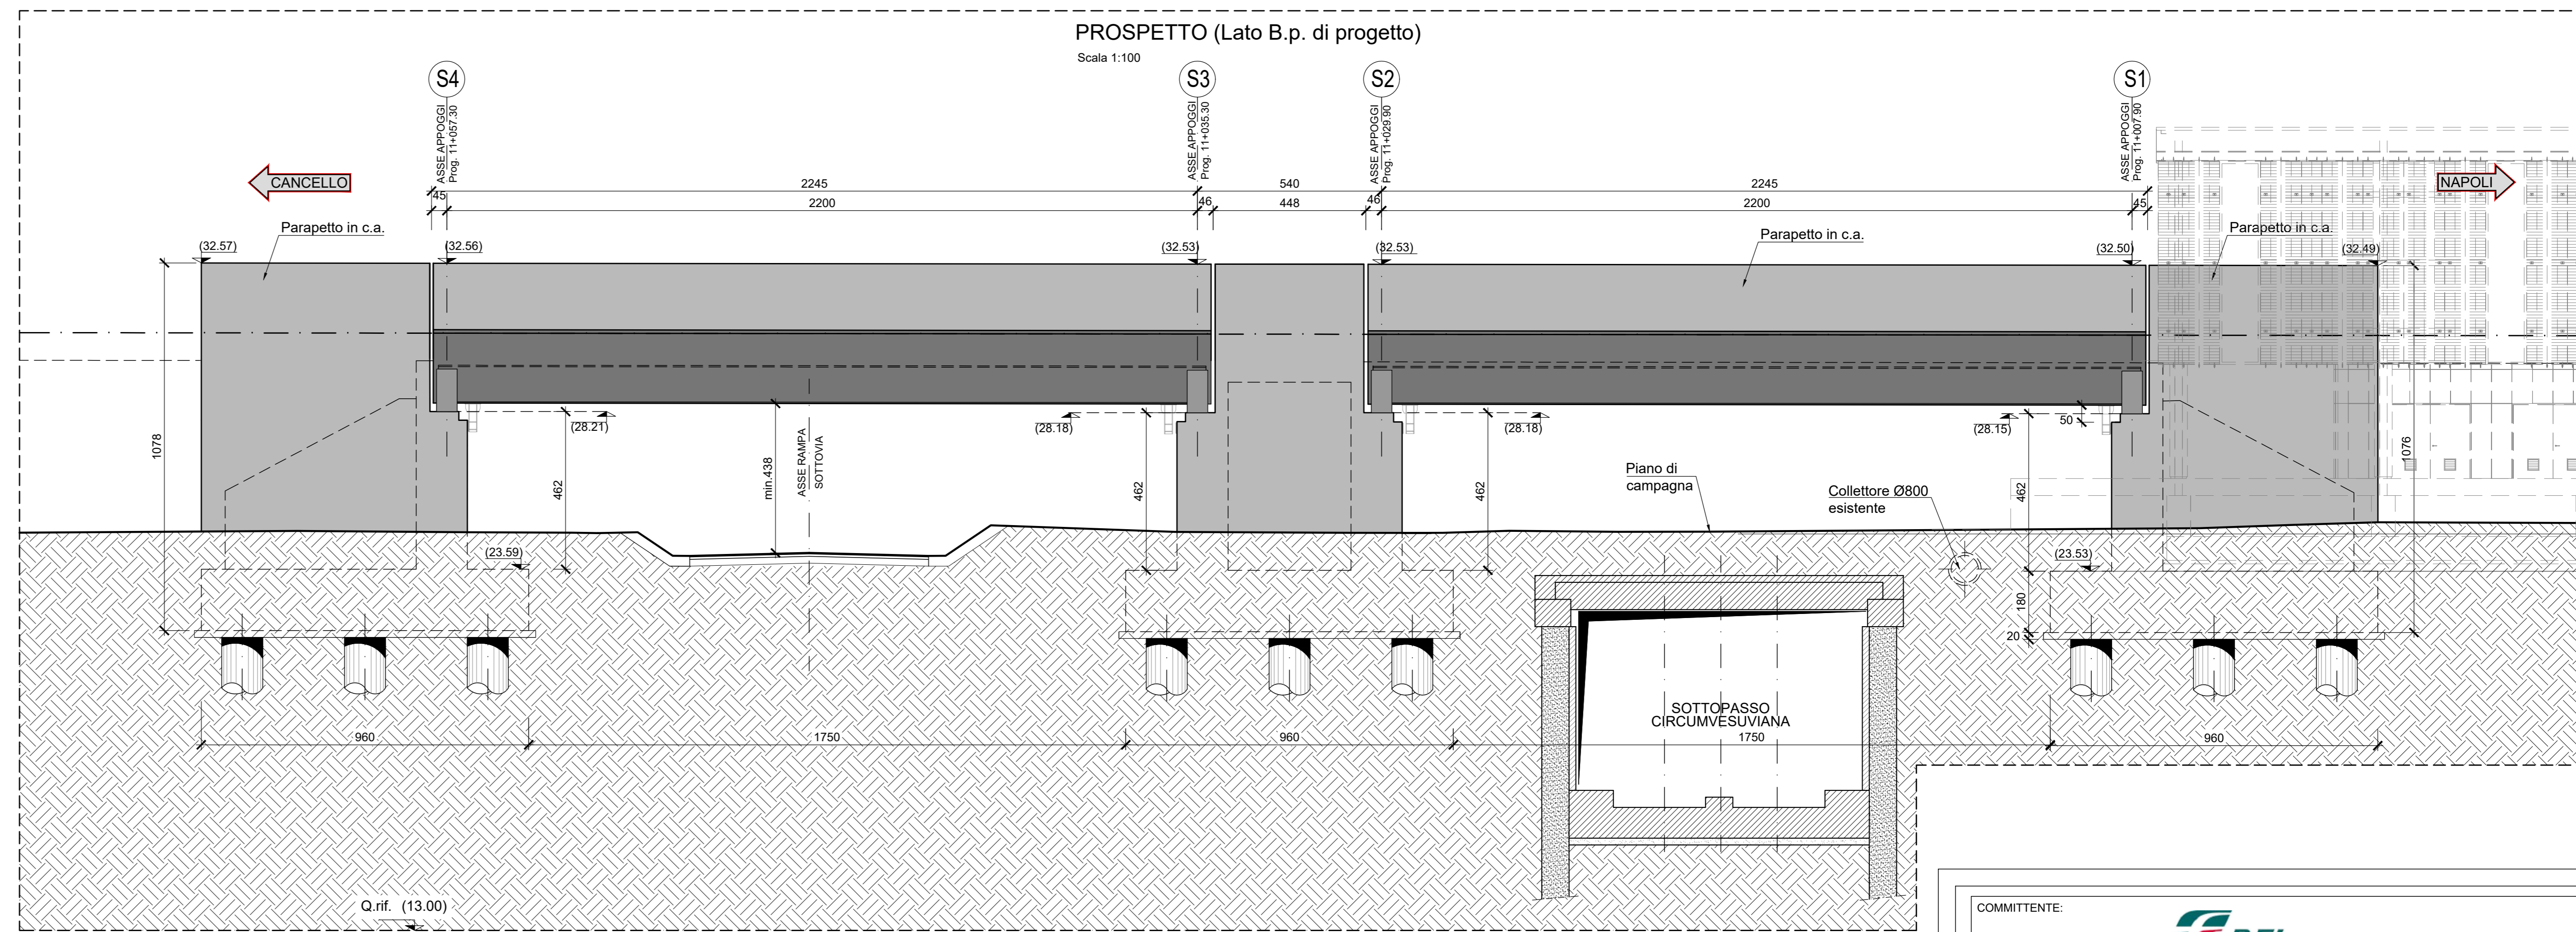 PROSPETTO (Lato B.p. di progetto)
Scala 1:100
S4
S3
S2
S1
ASSE APPOGGI
Prog. 11+057.30
ASSE APPOGGI
Prog. 11+035.30
ASSE APPOGGI
Prog. 11+029.90
ASSE APPOGGI
Prog. 11+007.90
CANCELLO
NAPOLI
2245
540
2245
45
2200
46
448
46
2200
45
Parapetto in c.a.
Parapetto in c.a.
Parapetto in c.a.
(32.57)
(32.56)
(32.53)
(32.53)
(32.50)
(32.49)
(28.21)
(28.18)
(28.18)
(28.15)
50
1078
462
min.438
ASSE RAMPA
SOTTOVIA
462
462
462
1076
Piano di
campagna
Collettore Ø800
esistente
(23.59)
(23.53)
180
20
SOTTOPASSO
CIRCUMVESUVIANA
960
1750
960
1750
960
Q.rif. (13.00)
COMMITTENTE: